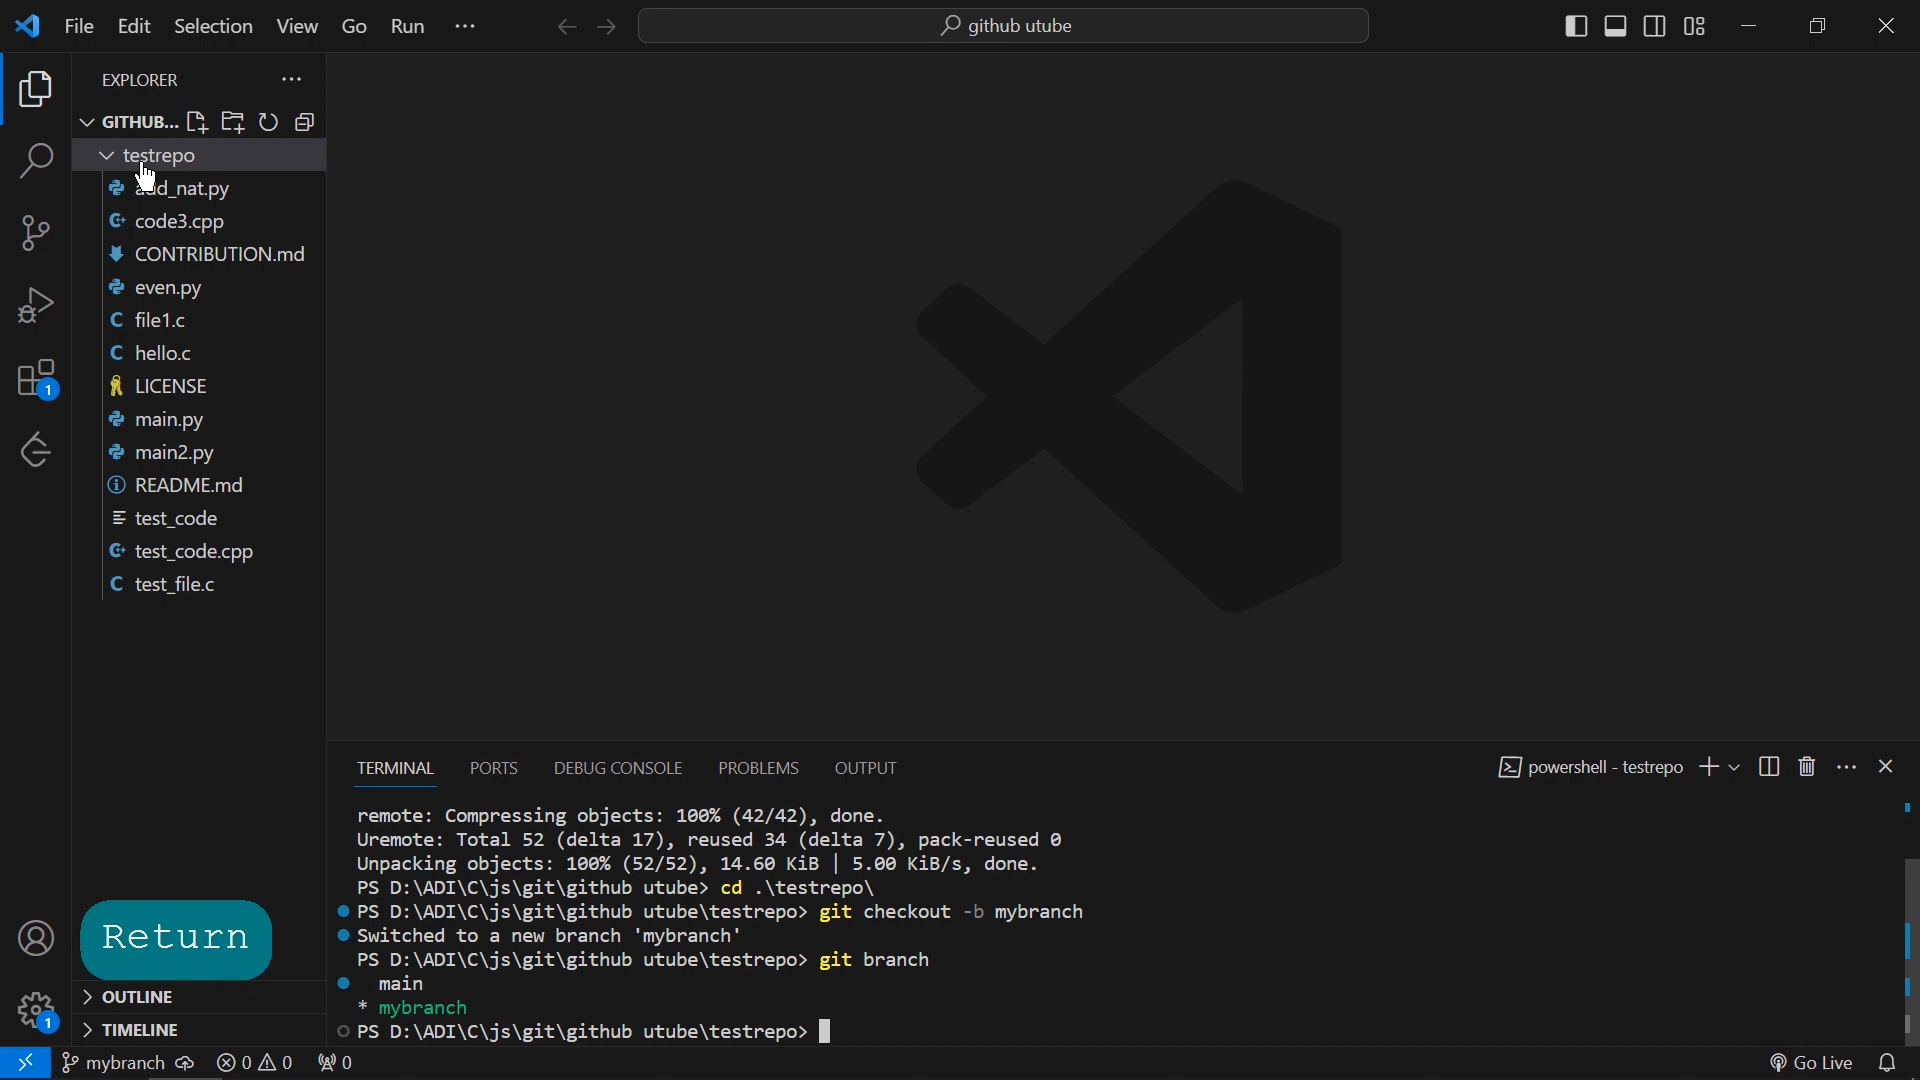 File Edit Selection View Go Run ···
github utube
EXPLORER ···
GITHUB...
testrepo
add_nat.py
code3.cpp
CONTRIBUTION.md
even.py
file1.c
hello.c
LICENSE
main.py
main2.py
README.md
test_code
test_code.cpp
test_file.c
1
Return
OUTLINE
1
TIMELINE
TERMINAL PORTS DEBUG CONSOLE PROBLEMS OUTPUT
powershell - testrepo
remote: Compressing objects: 100% (42/42), done.
Uremote: Total 52 (delta 17), reused 34 (delta 7), pack-reused 0
Unpacking objects: 100% (52/52), 14.60 KiB | 5.00 KiB/s, done.
PS D:\ADI\C\js\git\github utube> cd .\testrepo\
PS D:\ADI\C\js\git\github utube\testrepo> git checkout -b mybranch
Switched to a new branch 'mybranch'
PS D:\ADI\C\js\git\github utube\testrepo> git branch
main
* mybranch
PS D:\ADI\C\js\git\github utube\testrepo>
mybranch 0 0 0 Go Live